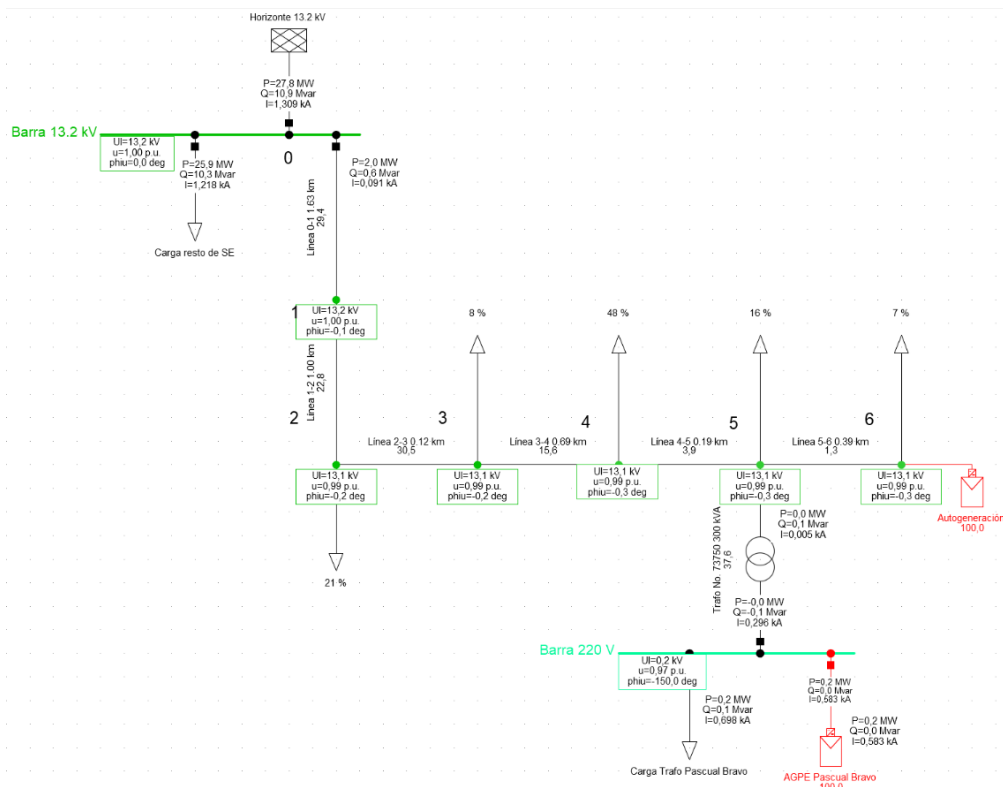 Horizonte 13.2 kV
P=27,8 MW
Q=10,9 Mvar
I=1,309 kA
Barra 13.2 kV
0
Ul=13,2 kV
u=1,00 p.u.
phiu=0,0 deg
P=25,9 MW
Q=10,3 Mvar
I=1,218 kA
P=2,0 MW
Q=0,6 Mvar
I=0,091 kA
Línea 0-1 1.63 km
29,4
Carga resto de SE
1
Ul=13,2 kV
u=1,00 p.u.
phiu=-0,1 deg
8 %
48 %
16 %
7 %
Línea 1-2 1.00 km
22,8
2
3
4
5
6
Línea 2-3 0.12 km
30,5
Línea 3-4 0.69 km
15,6
Línea 4-5 0.19 km
3,9
Línea 5-6 0.39 km
1,3
Ul=13,1 kV
u=0,99 p.u.
phiu=-0,2 deg
Ul=13,1 kV
u=0,99 p.u.
phiu=-0,2 deg
Ul=13,1 kV
u=0,99 p.u.
phiu=-0,3 deg
Ul=13,1 kV
u=0,99 p.u.
phiu=-0,3 deg
Ul=13,1 kV
u=0,99 p.u.
phiu=-0,3 deg
Autogeneración
100,0
21 %
P=0,0 MW
Q=0,1 Mvar
I=0,005 kA
Trafo No. 73750 300 kVA
37,6
P=-0,0 MW
Q=-0,1 Mvar
I=0,296 kA
Barra 220 V
Ul=0,2 kV
u=0,97 p.u.
phiu=-150,0 deg
P=0,2 MW
Q=0,1 Mvar
I=0,698 kA
P=0,2 MW
Q=0,0 Mvar
I=0,583 kA
P=0,2 MW
Q=0,0 Mvar
I=0,583 kA
Carga Trafo Pascual Bravo
AGPE Pascual Bravo
100,0